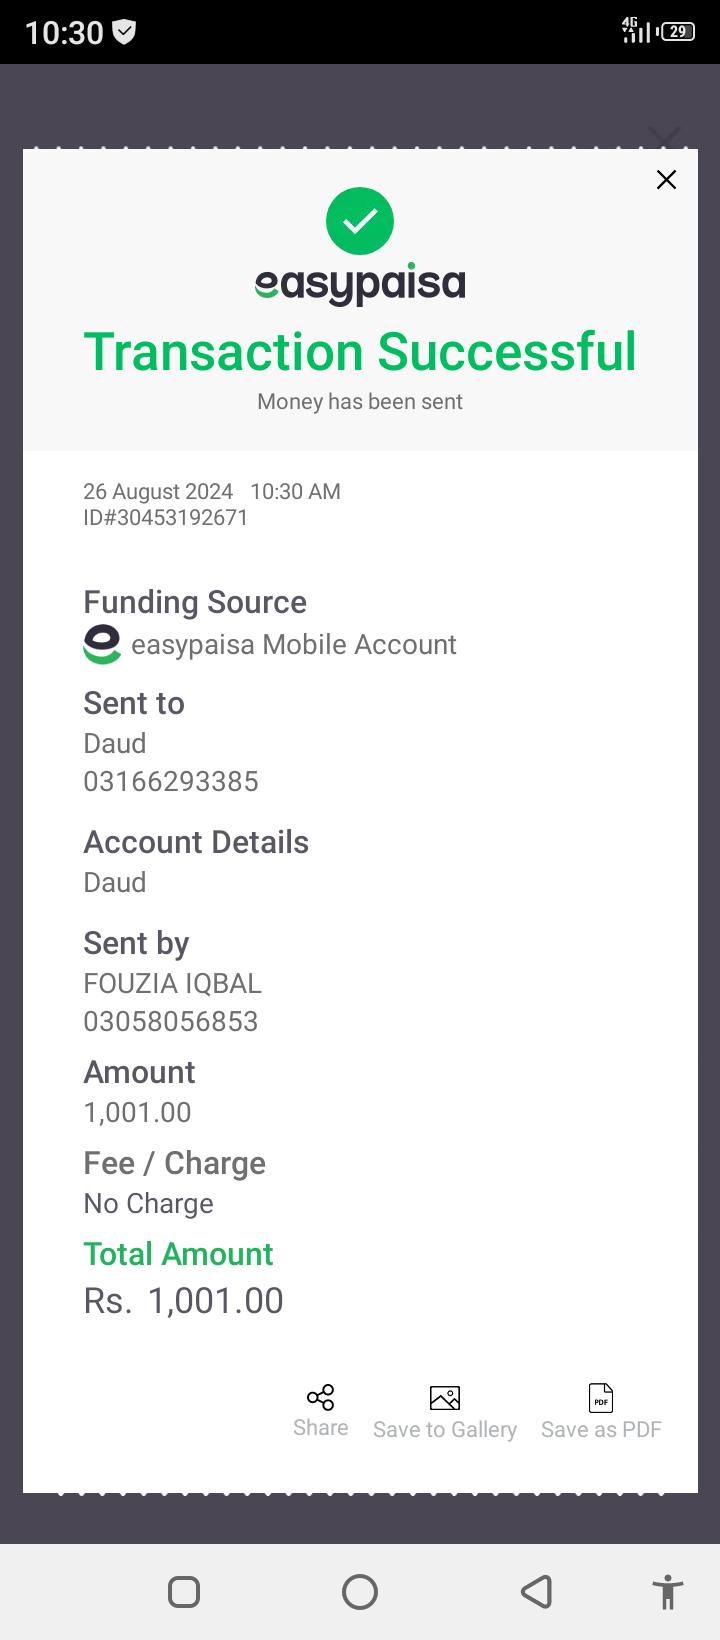 10:30
4G
29
easypaisa
Transaction Successful
Money has been sent
26 August 2024 10:30 AM
ID#30453192671
Funding Source
easypaisa Mobile Account
Sent to
Daud
03166293385
Account Details
Daud
Sent by
FOUZIA IQBAL
03058056853
Amount
1,001.00
Fee / Charge
No Charge
Total Amount
Rs. 1,001.00
PDF
Share Save to Gallery Save as PDF